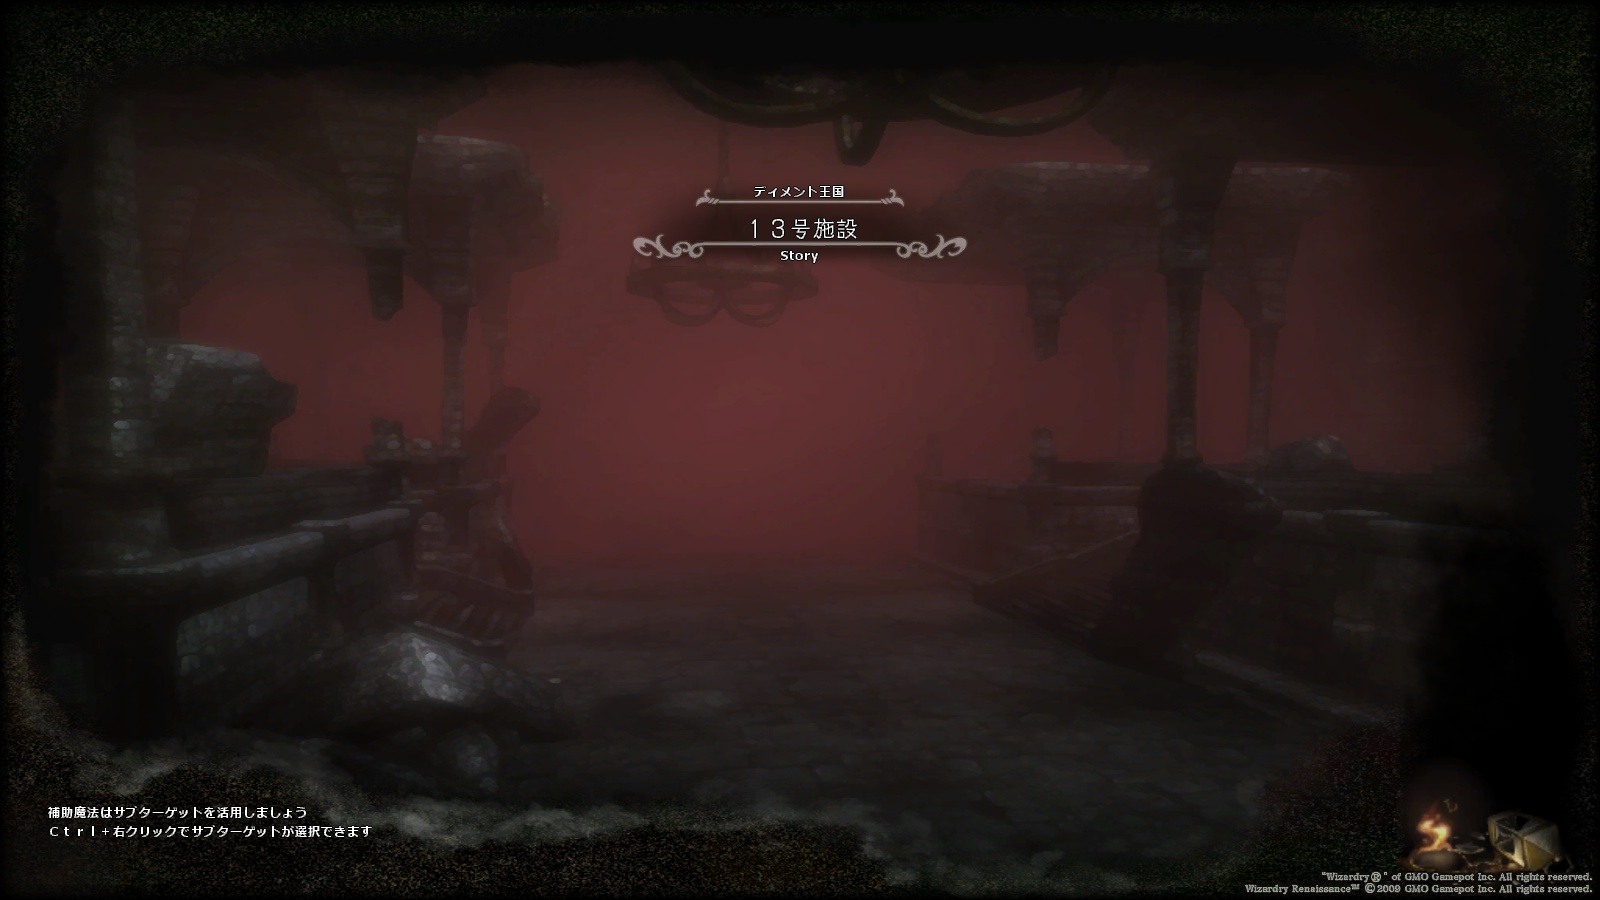 ディメント王国
１３号施設
Story
補助魔法はサブターゲットを活用しましょう
Ｃｔｒｌ＋右クリックでサブターゲットが選択できます
"Wizardry®" of GMO Gamepot Inc. All rights reserved.
Wizardry Renaissance™ ©2009 GMO Gamepot Inc. All rights reserved.